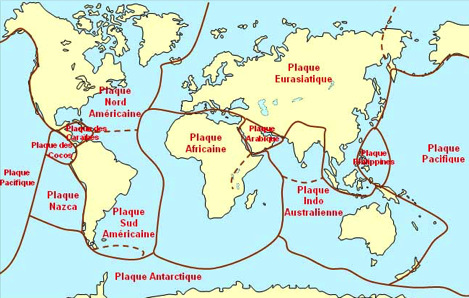 Plaque
Nord
Américaine
Plaque des
Caraïbes
Plaque des
Cocos
Plaque
Pacifique
Plaque
Nazca
Plaque
Sud
Américaine
Plaque
Africaine
Plaque
Arabique
Plaque
Eurasiatique
Plaque
Indo
Australienne
Plaque
Philippines
Plaque
Pacifique
Plaque Antarctique